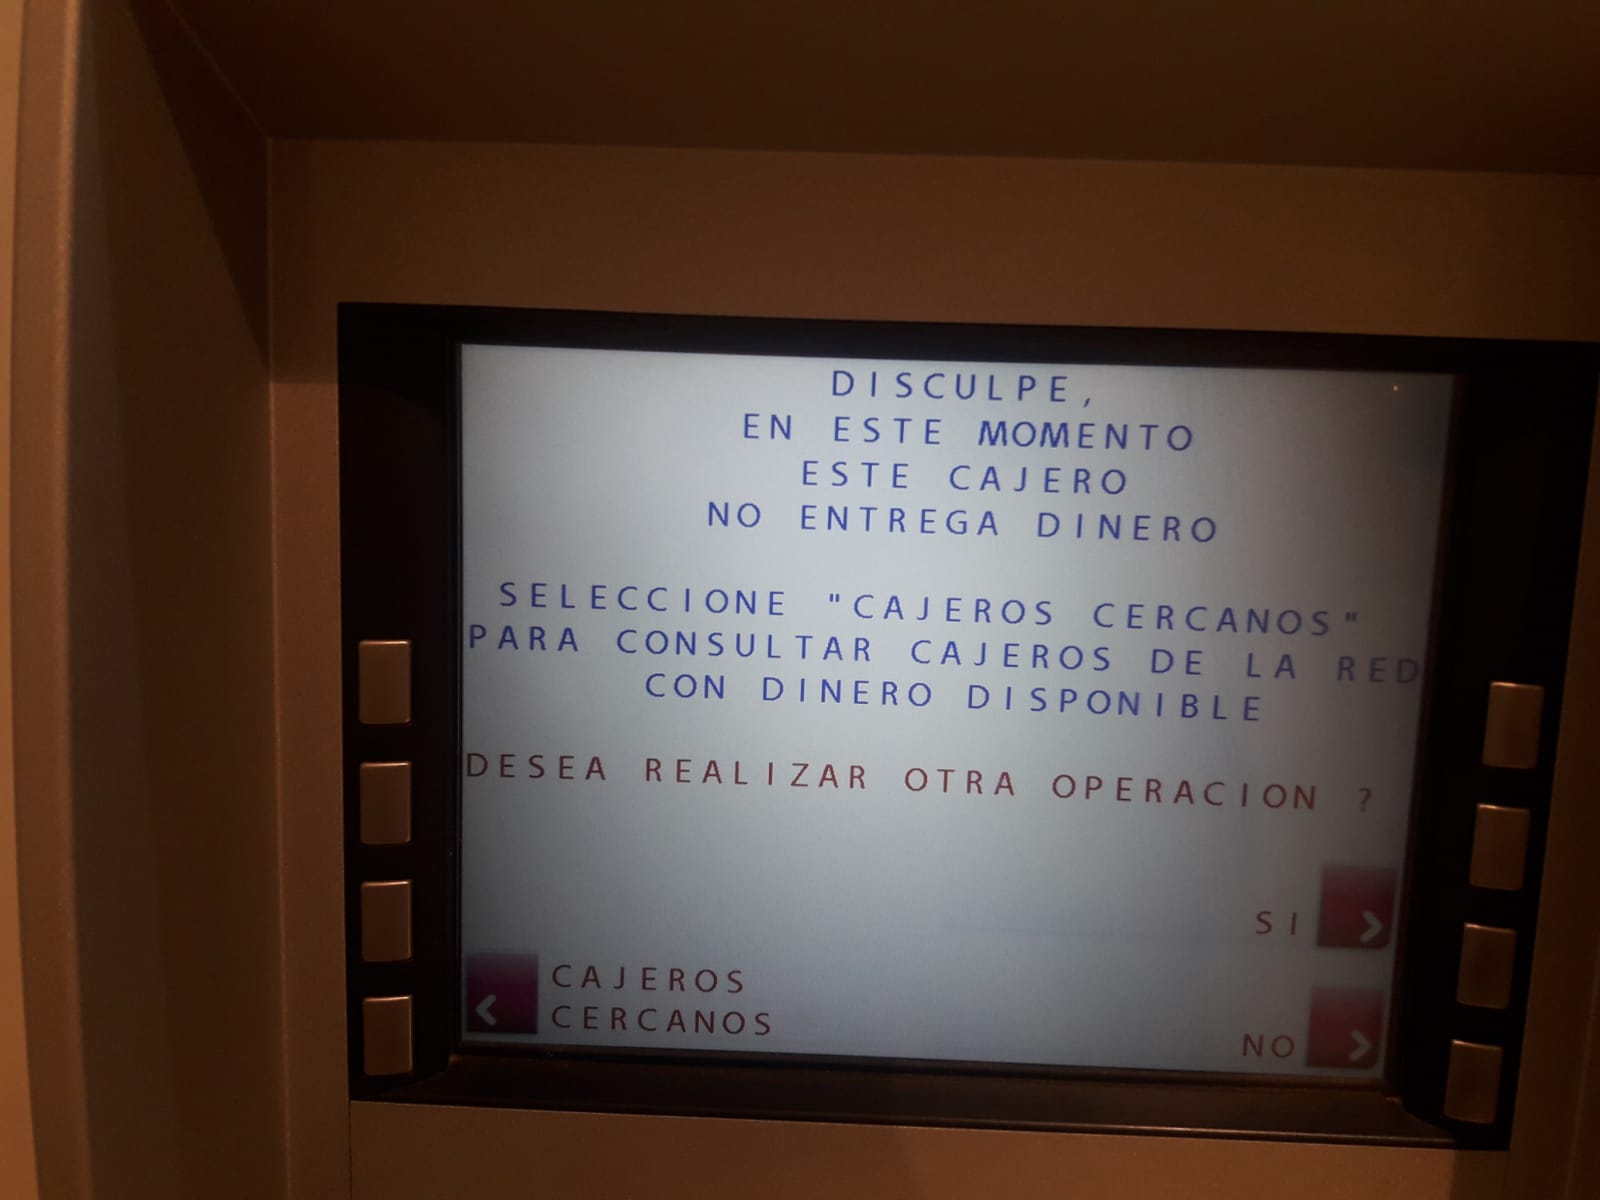 DISCULPE,
EN ESTE MOMENTO
ESTE CAJERO
NO ENTREGA DINERO
SELECCIONE "CAJEROS CERCANOS"
PARA CONSULTAR CAJEROS DE LA RED
CON DINERO DISPONIBLE
DESEA REALIZAR OTRA OPERACION ?
SI
CAJEROS
CERCANOS
NO